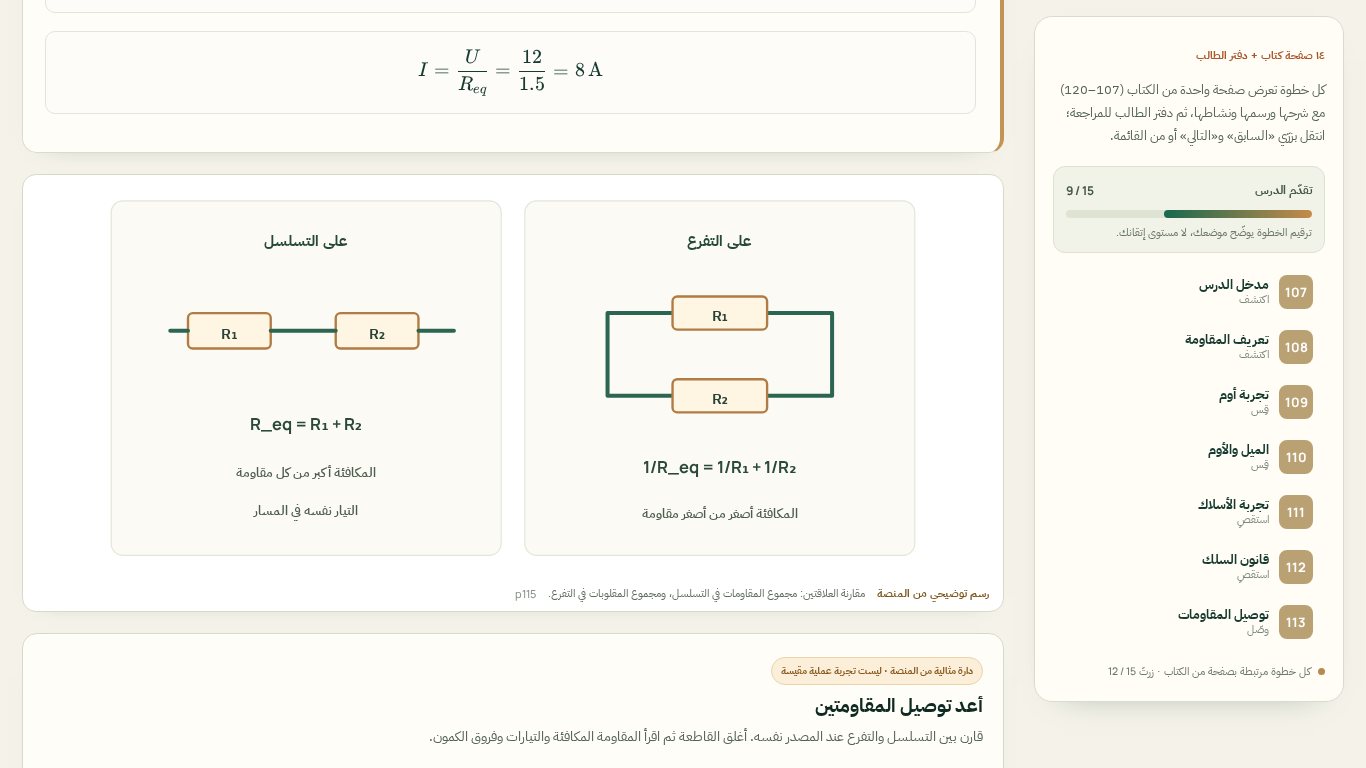 ١٤ صفحة كتاب + دفتر الطالب
كل خطوة تعرض صفحة واحدة من الكتاب (107–120)
مع شرحها ورسمها ونشاطها، ثم دفتر الطالب للمراجعة؛
انتقل بزرّي «السابق» و«التالي» أو من القائمة.
تقدّم الدرس
9 / 15
ترقيم الخطوة يوضّح موضعك، لا مستوى إتقانك.
107
مدخل الدرس
اكتشف
108
تعريف المقاومة
اكتشف
109
تجربة أوم
قِس
110
الميل والأوم
قِس
111
تجربة الأسلاك
استقصِ
112
قانون السلك
استقصِ
113
توصيل المقاومات
وصّل
كل خطوة مرتبطة بصفحة من الكتاب · زرتَ 15 / 12
I = U/R_eq = 12/1.5 = 8 A
على التفرع
R₁
R₂
1/R_eq = 1/R₁ + 1/R₂
المكافئة أصغر من أصغر مقاومة
على التسلسل
R₁
R₂
R_eq = R₁ + R₂
المكافئة أكبر من كل مقاومة
التيار نفسه في المسار
رسم توضيحي من المنصة مقارنة العلاقتين: مجموع المقاومات في التسلسل، ومجموع المقلوبات في التفرع. p115
دارة مثالية من المنصة · ليست تجربة عملية مقيسة
أعد توصيل المقاومتين
قارن بين التسلسل والتفرع عند المصدر نفسه. أغلق القاطعة ثم اقرأ المقاومة المكافئة والتيارات وفروق الكمون.